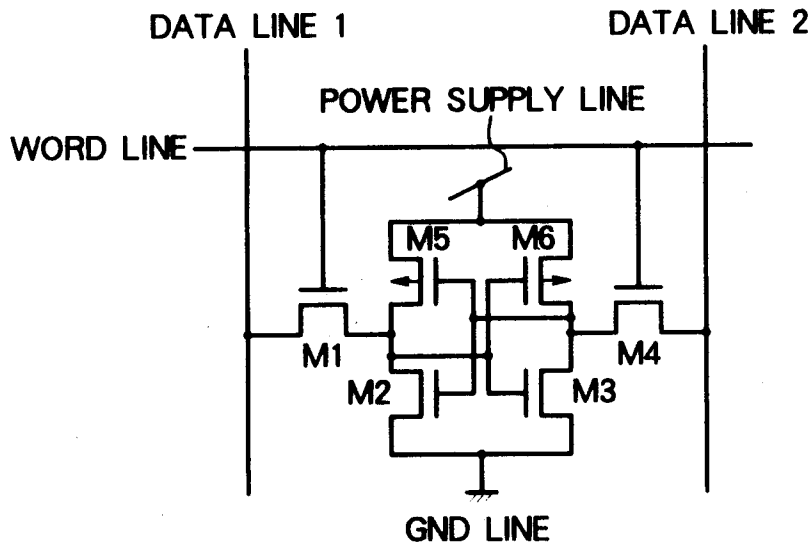 DATA LINE 1
DATA LINE 2
POWER SUPPLY LINE
WORD LINE
M5
M6
M1
M4
M2
M3
GND LINE